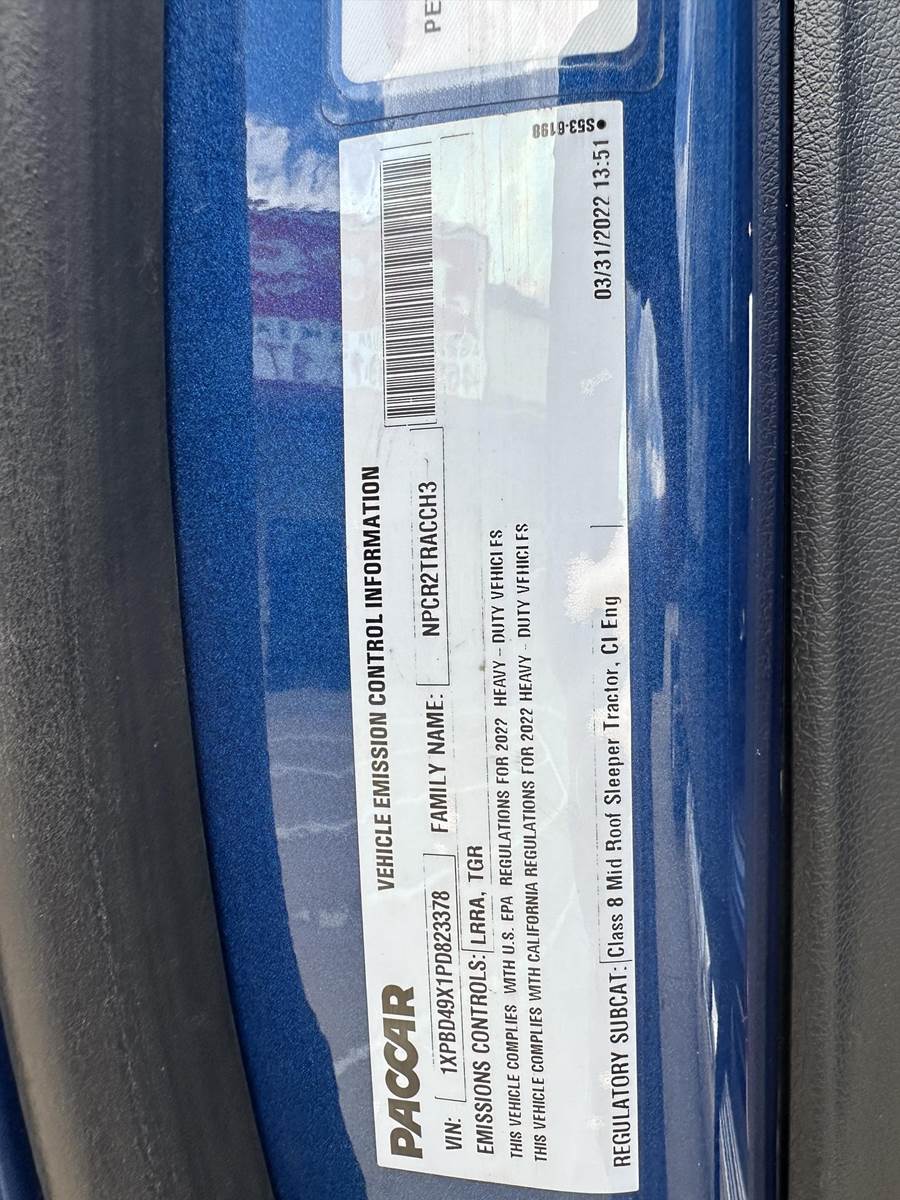 PE
S53-6198
PACCAR
VEHICLE EMISSION CONTROL INFORMATION
VIN: 1XPBD49X1PD823378 FAMILY NAME: NPCR2TRACCH3
EMISSIONS CONTROLS: LRRA, TGR
THIS VEHICLE COMPLIES WITH U.S. EPA REGULATIONS FOR 2022 HEAVY - DUTY VEHICLES
THIS VEHICLE COMPLIES WITH CALIFORNIA REGULATIONS FOR 2022 HEAVY - DUTY VEHICLES
REGULATORY SUBCAT: Class 8 Mid Roof Sleeper Tractor, CI Eng 03/31/2022 13:51